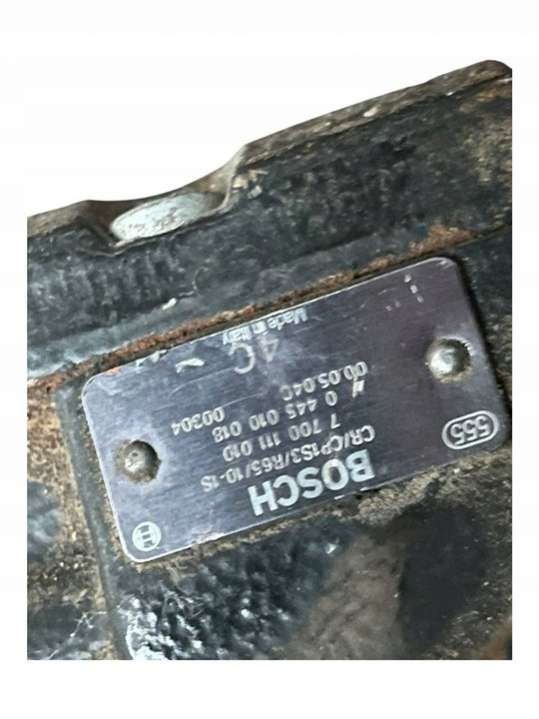 555
BOSCH
CR/CP1S3/R65/10-1S
7 700 111 010
0 445 010 018
00304
00.05.04C
4C
Made in Italy